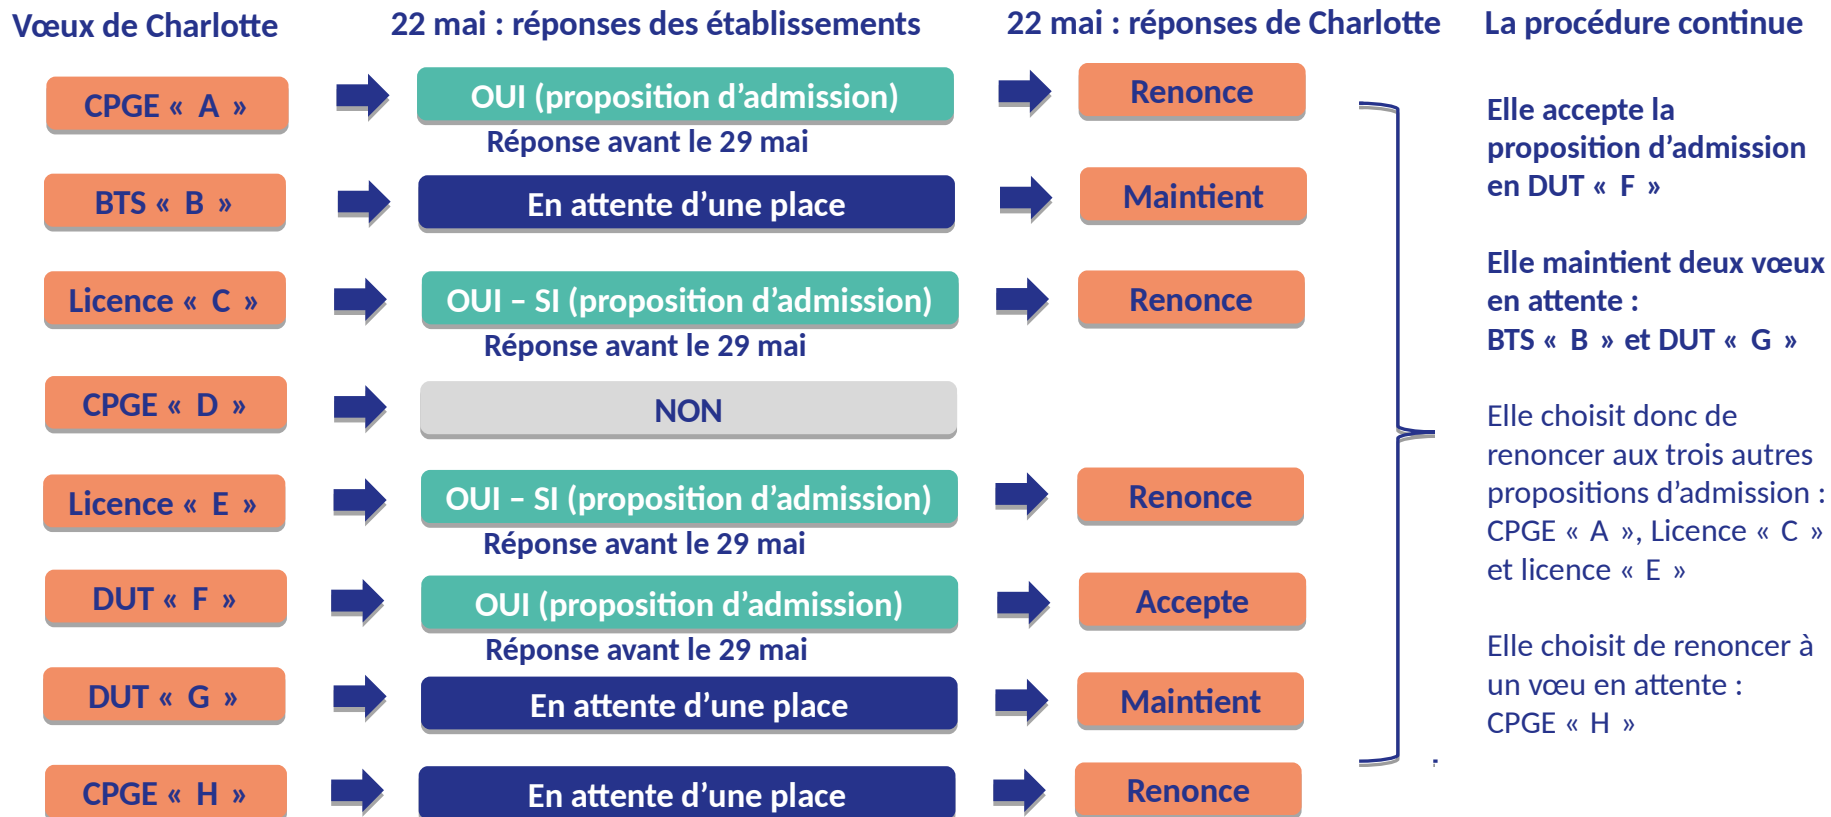 Vœux de Charlotte
22 mai : réponses des établissements
22 mai : réponses de Charlotte
La procédure continue
CPGE « A »
OUI (proposition d’admission)
Réponse avant le 29 mai
Renonce
BTS « B »
En attente d’une place
Maintient
Licence « C »
OUI – SI (proposition d’admission)
Réponse avant le 29 mai
Renonce
CPGE « D »
NON
Licence « E »
OUI – SI (proposition d’admission)
Réponse avant le 29 mai
Renonce
DUT « F »
OUI (proposition d’admission)
Réponse avant le 29 mai
Accepte
DUT « G »
En attente d’une place
Maintient
CPGE « H »
En attente d’une place
Renonce
Elle accepte la
proposition d’admission
en DUT « F »
Elle maintient deux vœux
en attente :
BTS « B » et DUT « G »
Elle choisit donc de
renoncer aux trois autres
propositions d’admission :
CPGE « A », Licence « C »
et licence « E »
Elle choisit de renoncer à
un vœu en attente :
CPGE « H »